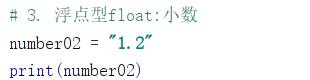 # 3. 浮点型float:小数
number02 = "1.2"
print(number02)